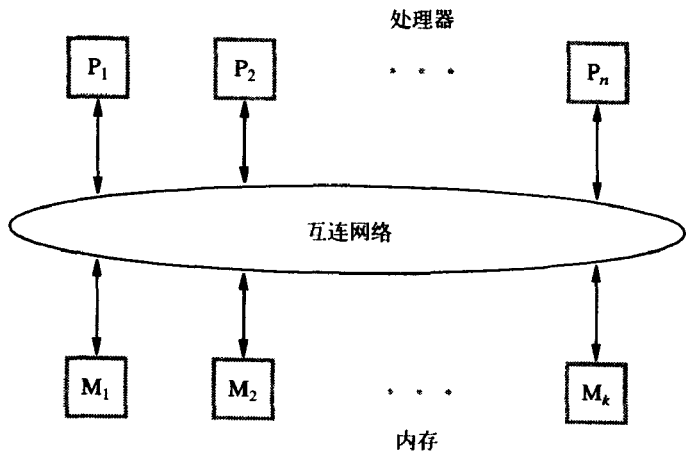 处理器
P₁ P₂ . . . Pₙ
互连网络
M₁ M₂ . . . Mₖ
内存